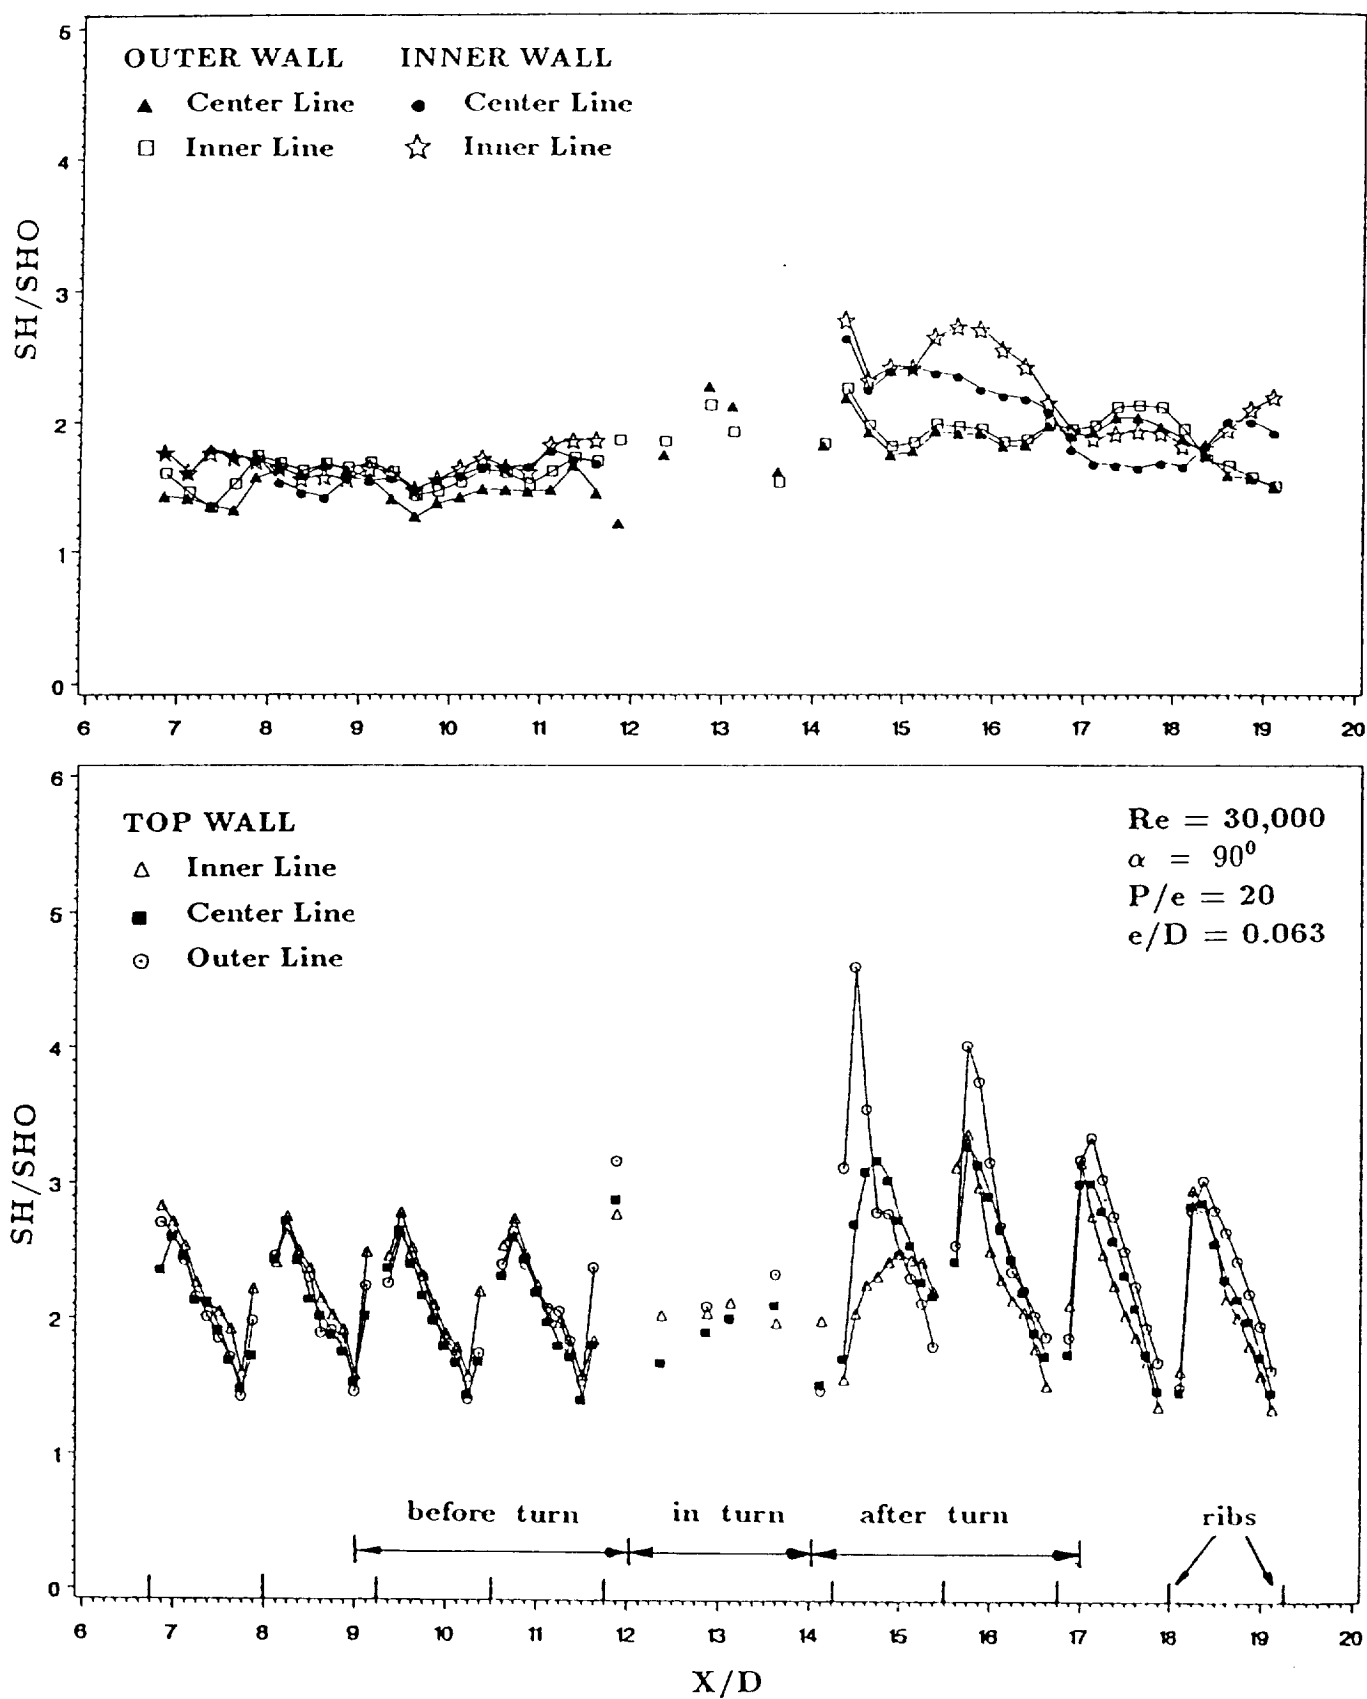 5
OUTER WALL INNER WALL
Center Line Center Line
Inner Line Inner Line
4
3
2
1
0
SH/SHO
6 7 8 9 10 11 12 13 14 15 16 17 18 19 20
6
TOP WALL
Inner Line
Center Line
Outer Line
Re = 30,000
α = 90⁰
P/e = 20
e/D = 0.063
5
4
3
2
1
0
SH/SHO
before turn in turn after turn ribs
6 7 8 9 10 11 12 13 14 15 16 17 18 19 20
X/D